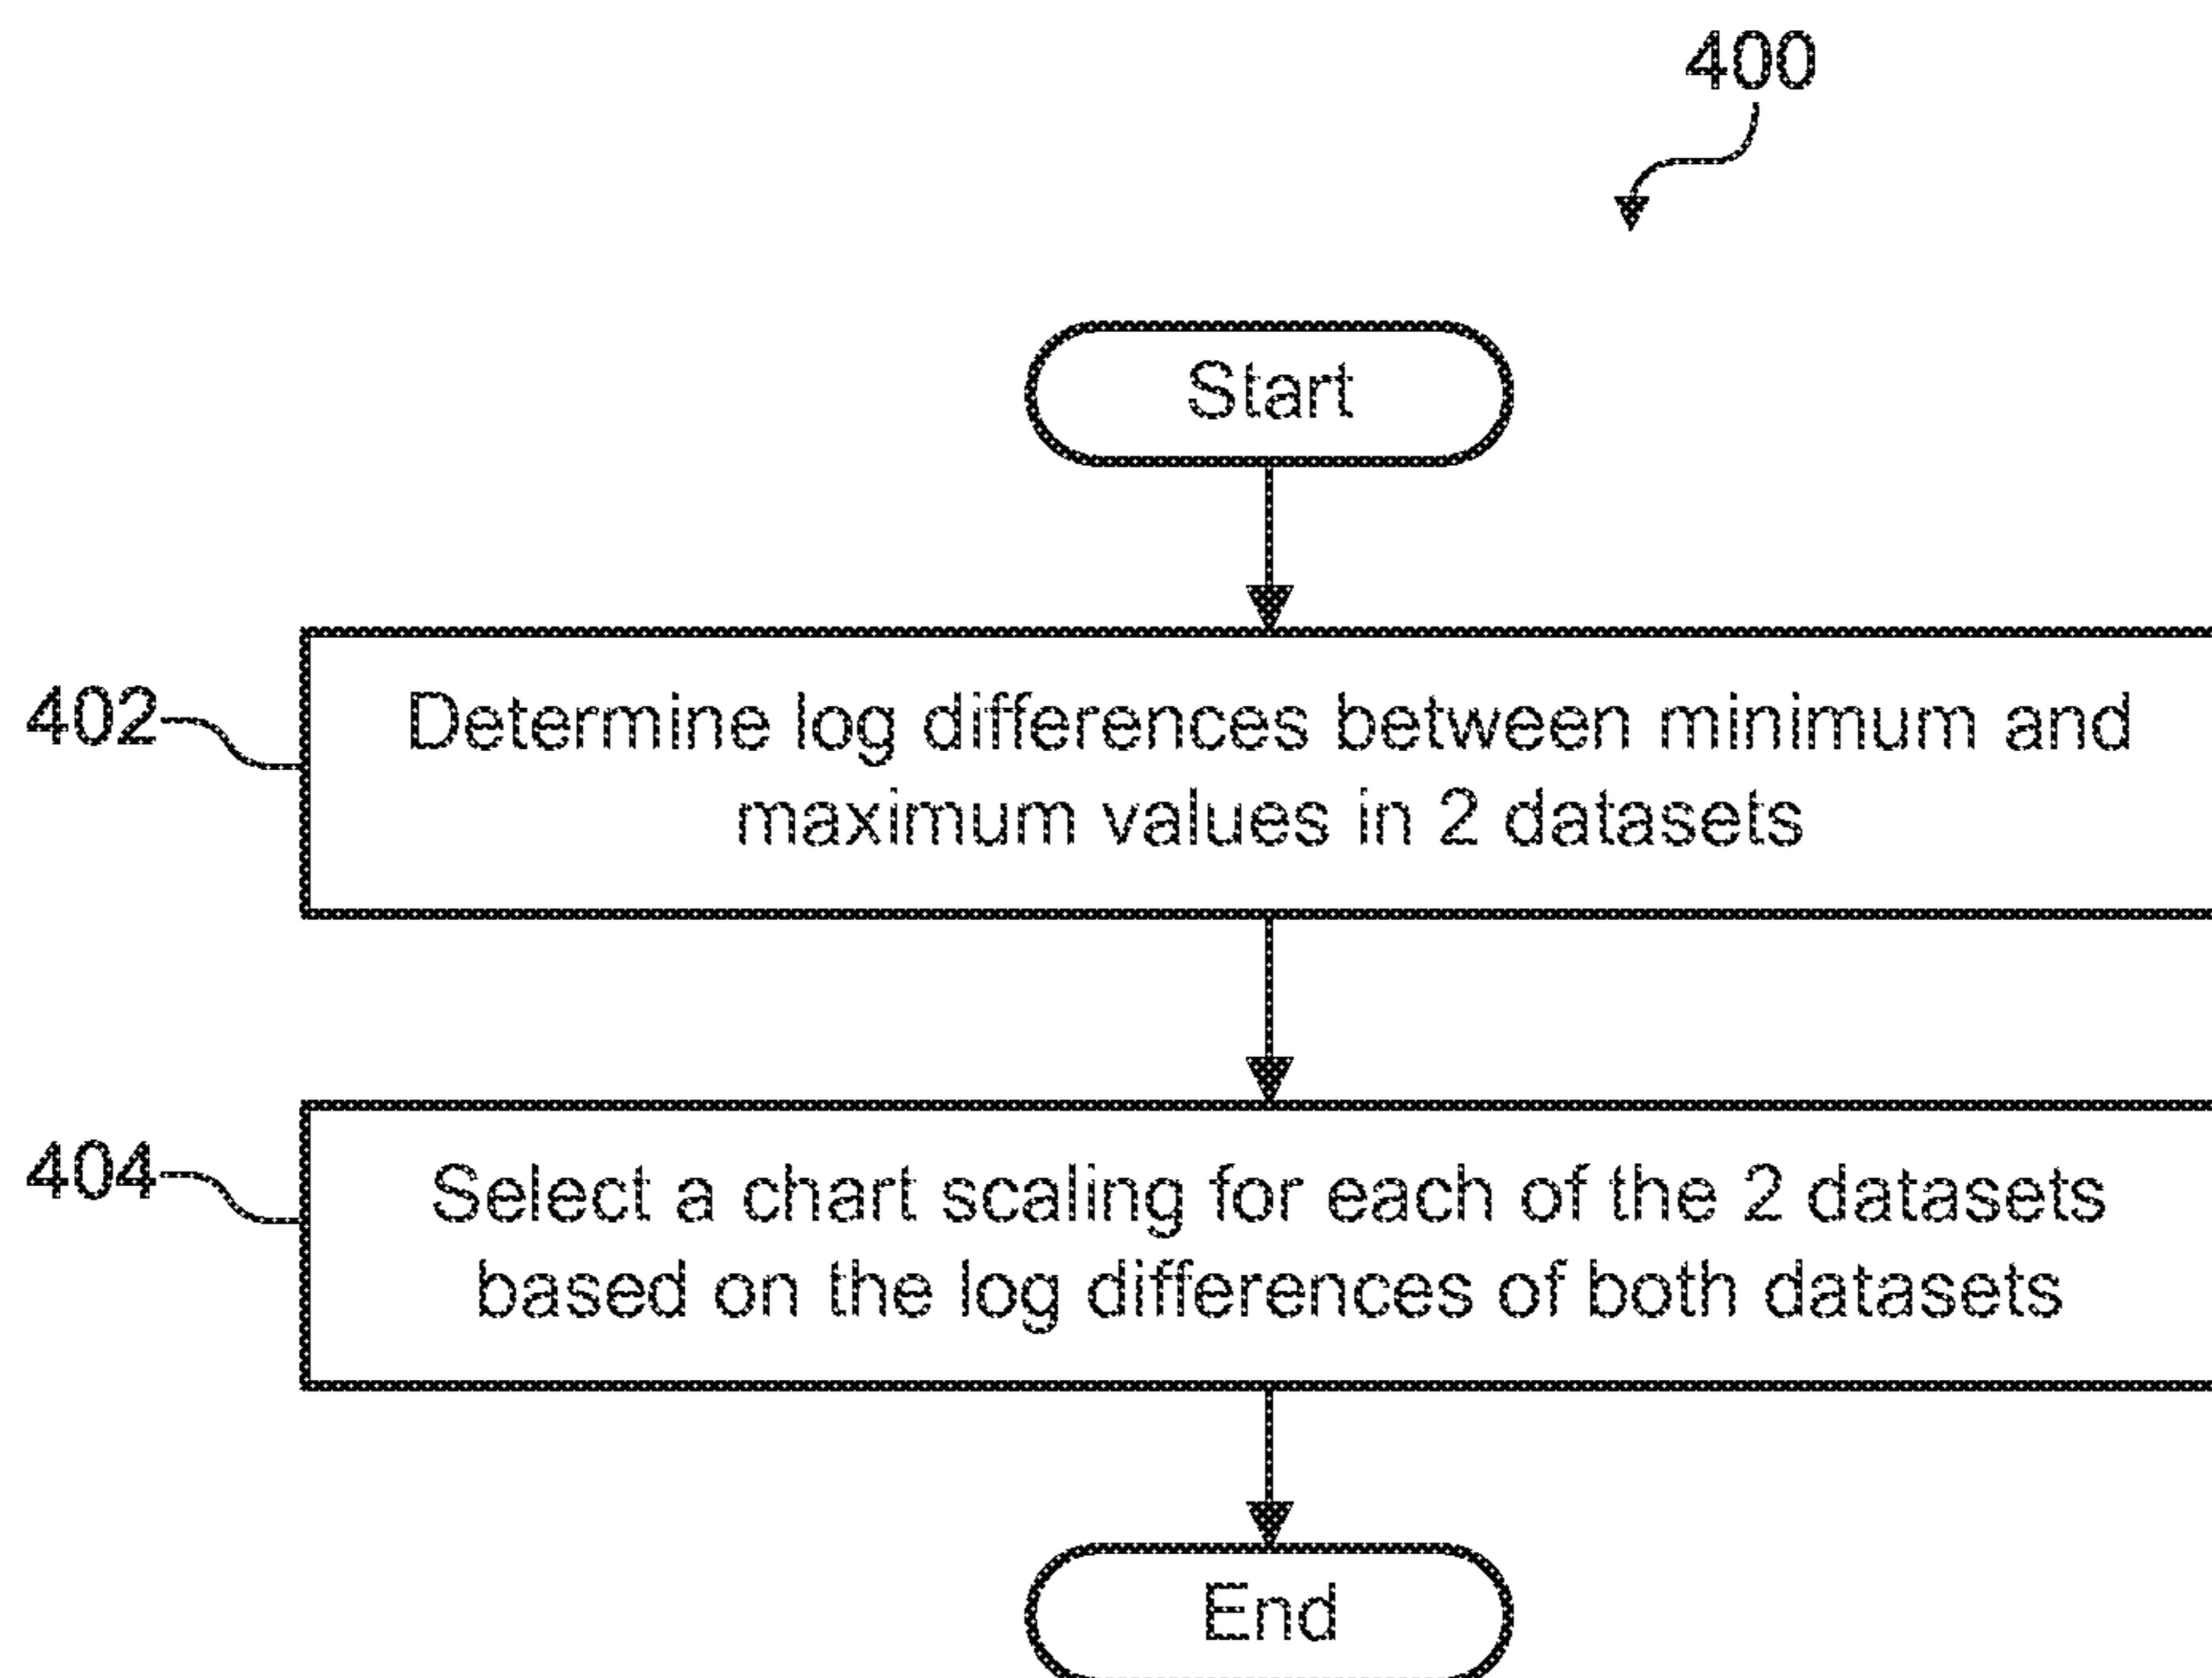 400
Start
402
Determine log differences between minimum and
maximum values in 2 datasets
404
Select a chart scaling for each of the 2 datasets
based on the log differences of both datasets
End